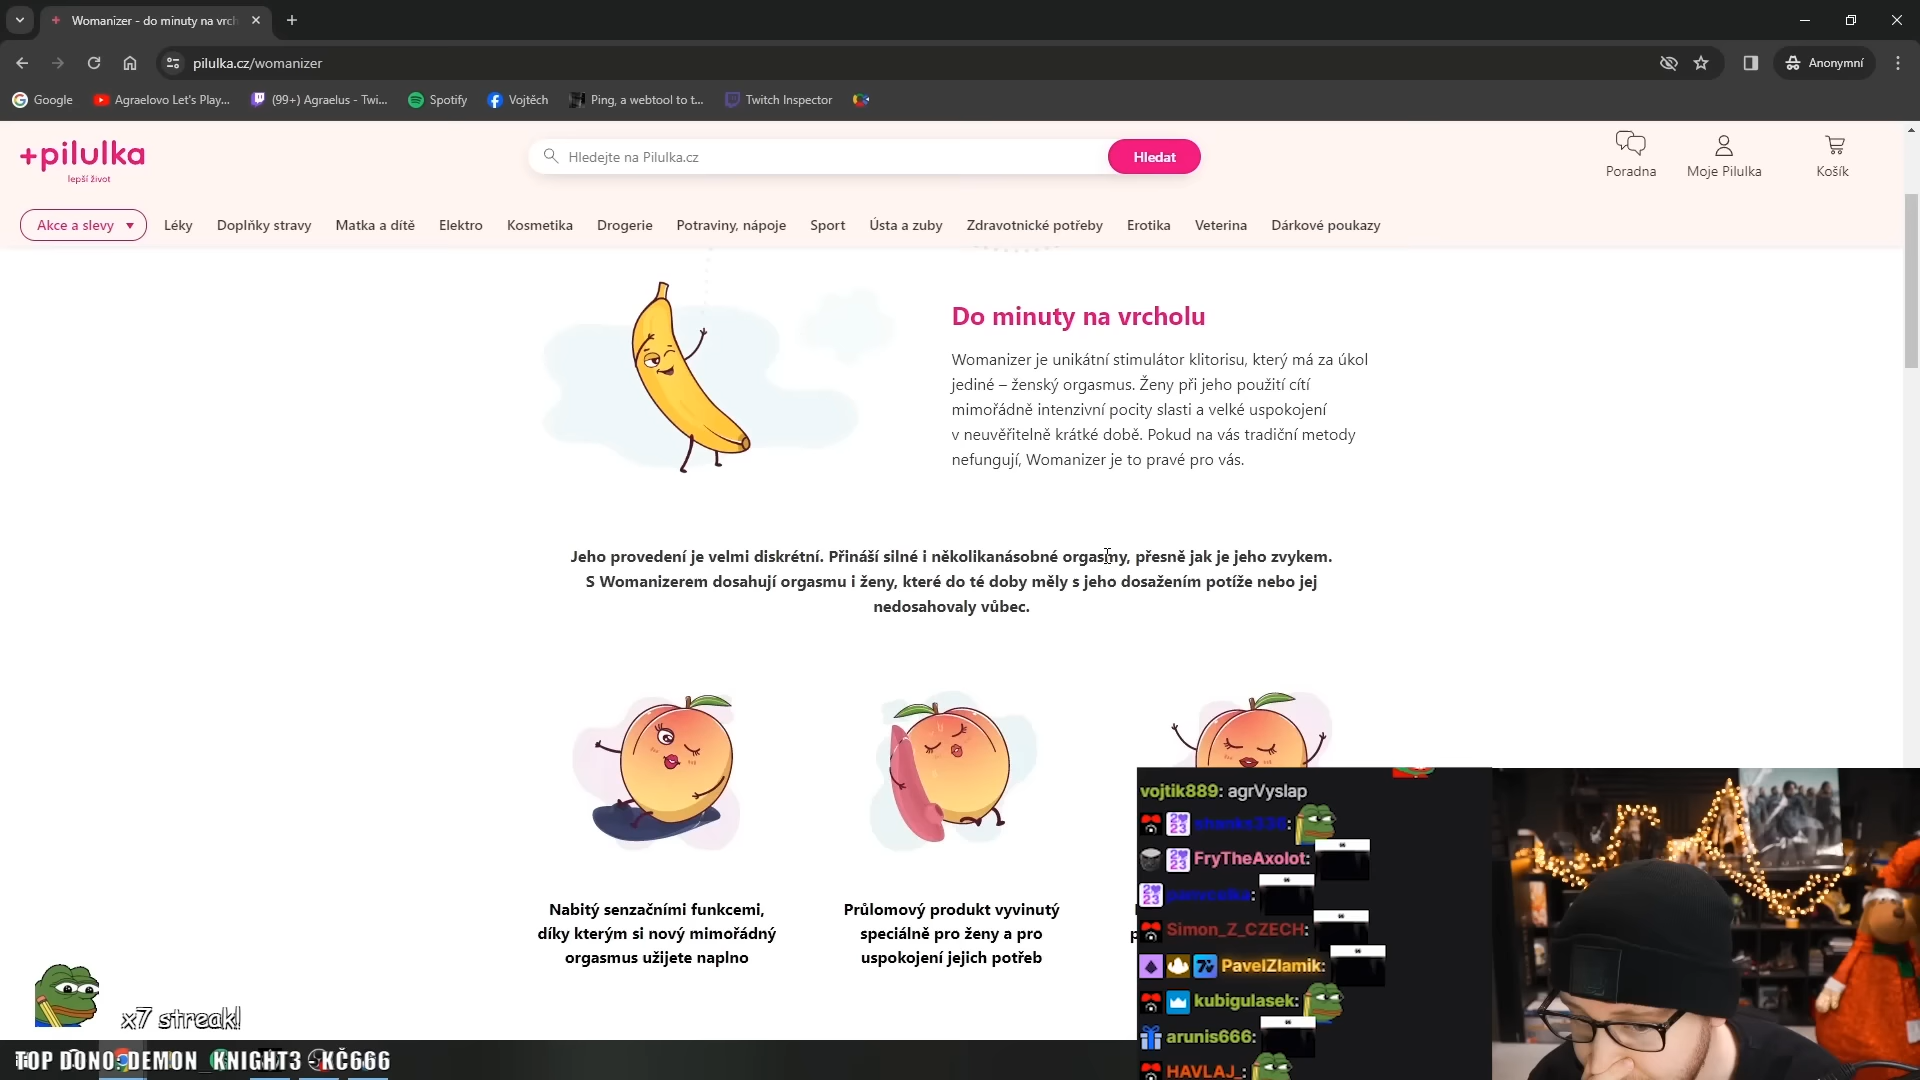 Womanizer - do minuty na vrch
pilulka.cz/womanizer
Anonymní
Google
Agraelovo Let's Play...
(99+) Agraelus - Twi...
Spotify
Vojtěch
Ping, a webtool to t...
Twitch Inspector
+pilulka
lepší život
Hledejte na Pilulka.cz
Hledat
Poradna
Moje Pilulka
Košík
Akce a slevy
Léky
Doplňky stravy
Matka a dítě
Elektro
Kosmetika
Drogerie
Potraviny, nápoje
Sport
Ústa a zuby
Zdravotnické potřeby
Erotika
Veterina
Dárkové poukazy
Do minuty na vrcholu
Womanizer je unikátní stimulátor klitorisu, který má za úkol
jediné – ženský orgasmus. Ženy při jeho použití cítí
mimořádně intenzivní pocity slasti a velké uspokojení
v neuvěřitelně krátké době. Pokud na vás tradiční metody
nefungují, Womanizer je to pravé pro vás.
Jeho provedení je velmi diskrétní. Přináší silné i několikanásobné orgasmy, přesně jak je jeho zvykem.
S Womanizerem dosahují orgasmu i ženy, které do té doby měly s jeho dosažením potíže nebo jej
nedosahovaly vůbec.
Nabitý senzačními funkcemi,
díky kterým si nový mimořádný
orgasmus užijete naplno
Průlomový produkt vyvinutý
speciálně pro ženy a pro
uspokojení jejich potřeb
vojtik889: agrVyslap
FryTheAxolot:
Simon_Z_CZECH:
PavelZlamik:
kubigulasek:
arunis666:
HAVLAJ_:
x7 streak!
TOP DONO: DEMON_KNIGHT3 - KČ666